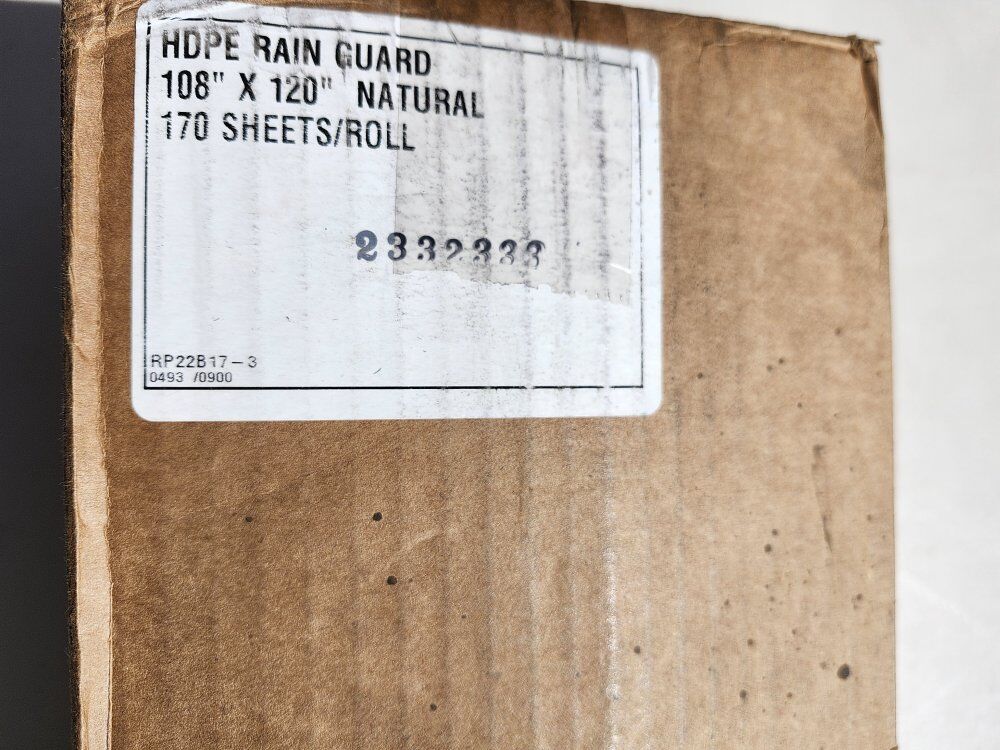 HDPE RAIN GUARD
108" X 120" NATURAL
170 SHEETS/ROLL
2332333
RP22B17-3
0493 /0900